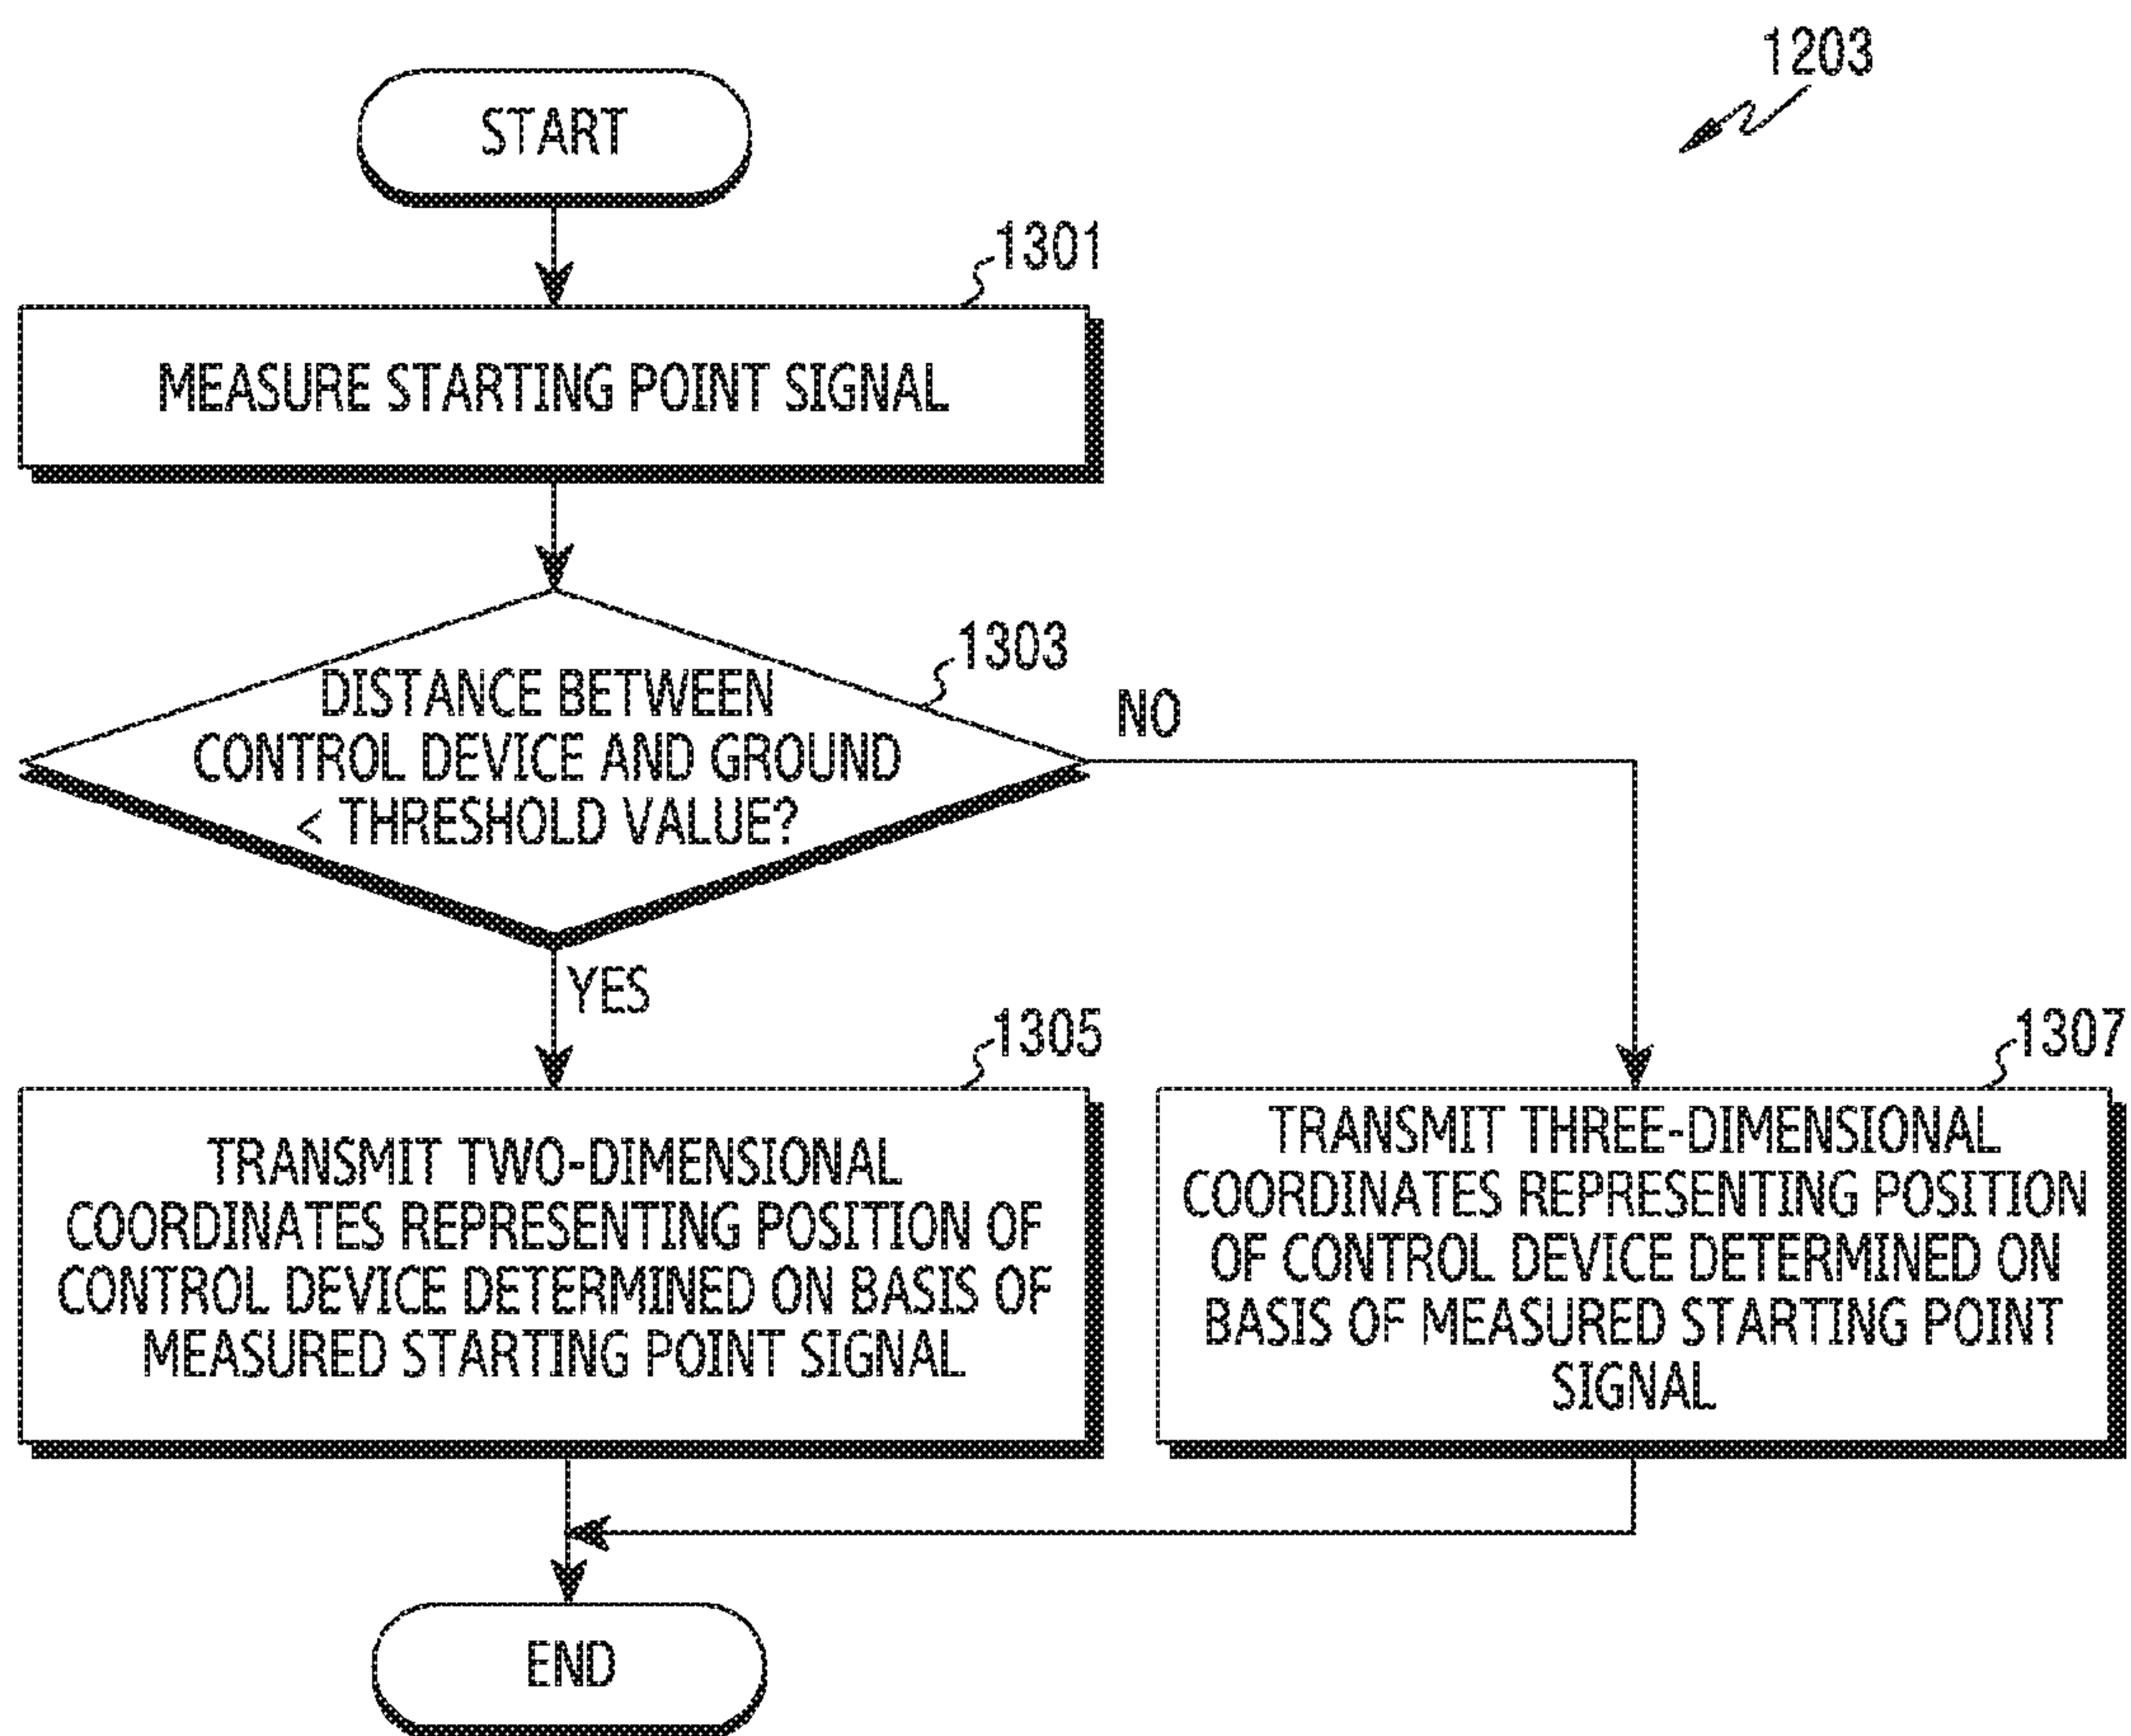 1203
START
1301
MEASURE STARTING POINT SIGNAL
1303
DISTANCE BETWEEN
CONTROL DEVICE AND GROUND
< THRESHOLD VALUE?
NO
YES
1305
TRANSMIT TWO-DIMENSIONAL
COORDINATES REPRESENTING POSITION OF
CONTROL DEVICE DETERMINED ON BASIS OF
MEASURED STARTING POINT SIGNAL
1307
TRANSMIT THREE-DIMENSIONAL
COORDINATES REPRESENTING POSITION
OF CONTROL DEVICE DETERMINED ON
BASIS OF MEASURED STARTING POINT
SIGNAL
END